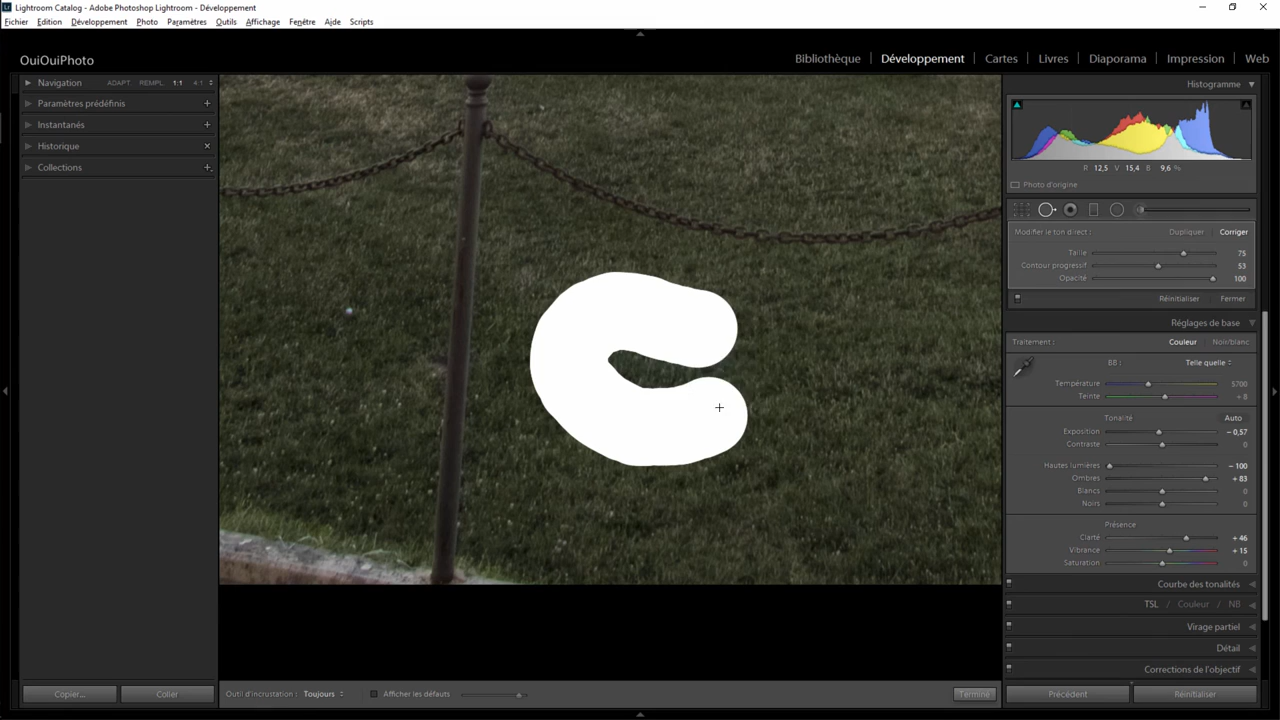 Lightroom Catalog - Adobe Photoshop Lightroom - Développement
Fichier Edition Développement Photo Paramètres Outils Affichage Fenêtre Aide Scripts
OuiOuiPhoto
Bibliothèque Développement Cartes Livres Diaporama Impression Web
Navigation ADAPT. REMPL. 1:1 4:1
Paramètres prédéfinis
Instantanés
Historique
Collections
Histogramme
R 12,5 V 15,4 B 9,6 %
Photo d'origine
Modifier le ton direct : Dupliquer Corriger
Taille 75
Contour progressif 53
Opacité 100
Réinitialiser Fermer
Réglages de base
Traitement : Couleur Noir/blanc
BB : Telle quelle
Température 5700
Teinte + 8
Tonalité Auto
Exposition – 0,57
Contraste 0
Hautes lumières – 100
Ombres + 83
Blancs 0
Noirs 0
Présence
Clarté + 46
Vibrance + 15
Saturation 0
Courbe des tonalités
TSL / Couleur / NB
Virage partiel
Détail
Corrections de l'objectif
Copier... Coller
Outil d'incrustation : Toujours Afficher les défauts Terminé
Précédent Réinitialiser